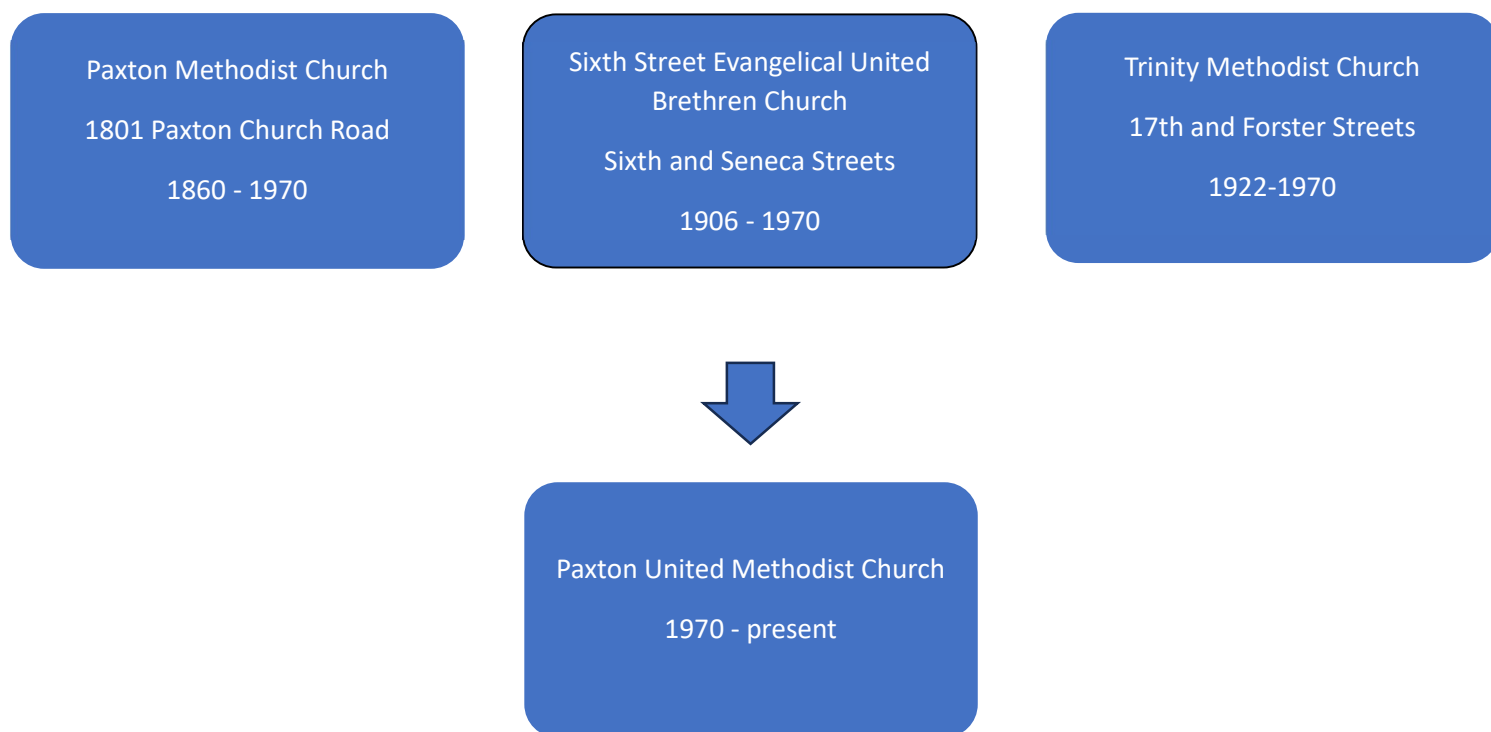 Paxton Methodist Church
1801 Paxton Church Road
1860 - 1970
Sixth Street Evangelical United
Brethren Church
Sixth and Seneca Streets
1906 - 1970
Trinity Methodist Church
17th and Forster Streets
1922-1970
Paxton United Methodist Church
1970 - present